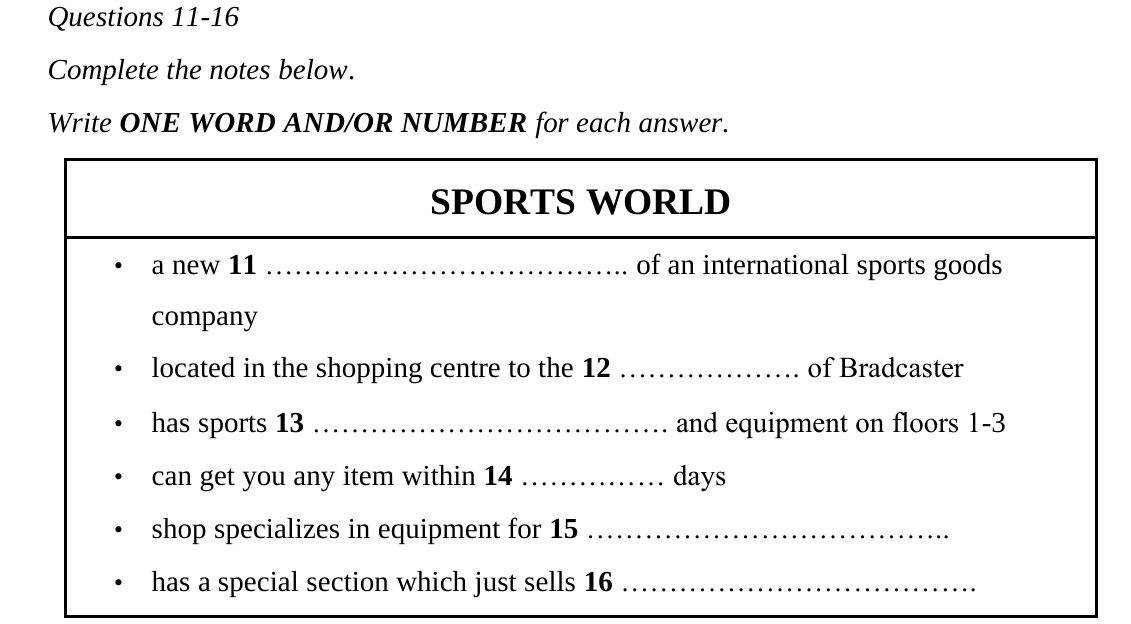 Questions 11-16
Complete the notes below.
Write ONE WORD AND/OR NUMBER for each answer.
SPORTS WORLD
• a new 11 ……………………………….. of an international sports goods
company
• located in the shopping centre to the 12 ………………. of Bradcaster
• has sports 13 ………………………………. and equipment on floors 1-3
• can get you any item within 14 …………… days
• shop specializes in equipment for 15 ………………………………..
• has a special section which just sells 16 ……………………………….